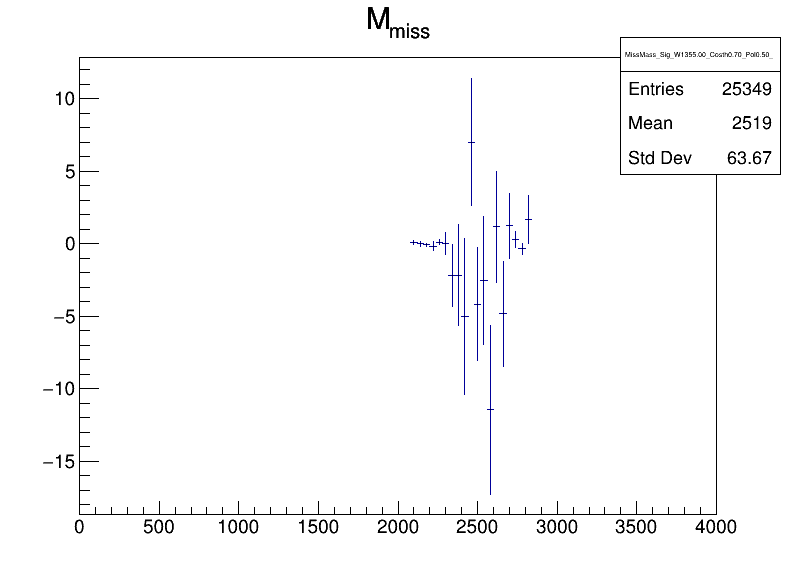 M_miss
MissMass_Sig_W1355.00_Costh0.70_Pol0.50_
Entries 25349
Mean 2519
Std Dev 63.67
10
5
0
−5
−10
−15
0 500 1000 1500 2000 2500 3000 3500 4000